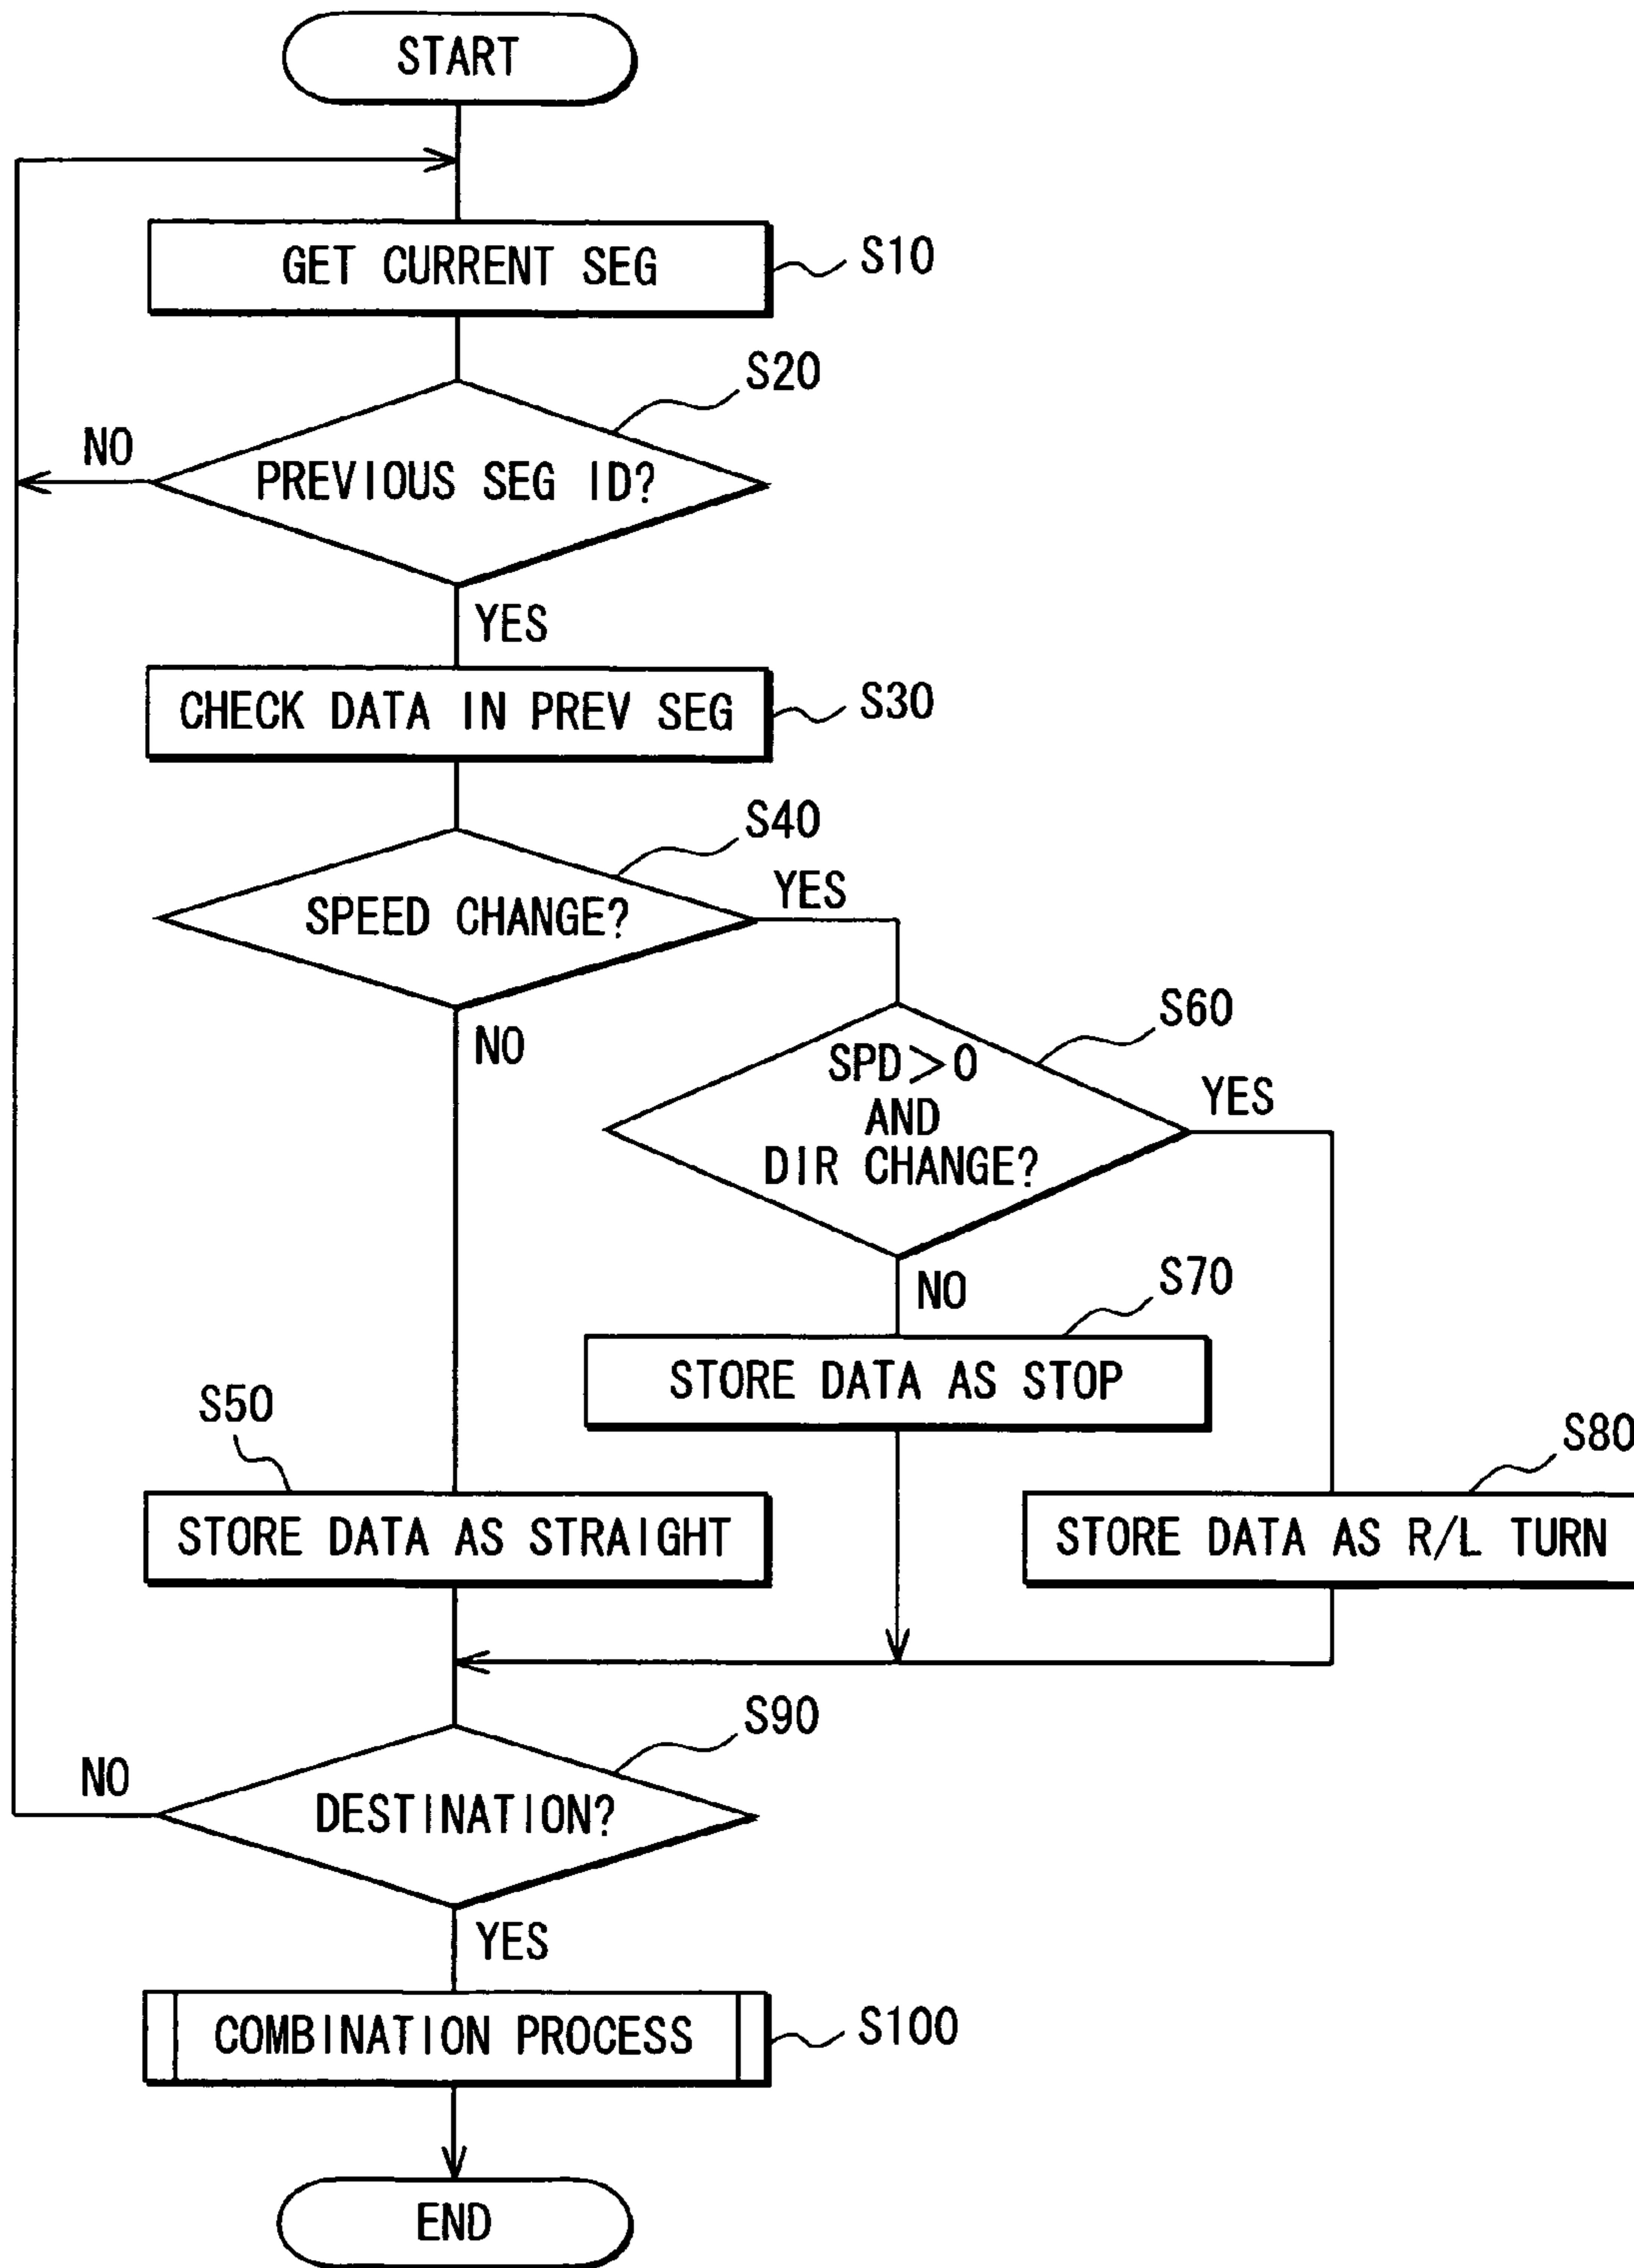 START
GET CURRENT SEG
S10
S20
NO
PREVIOUS SEG ID?
YES
CHECK DATA IN PREV SEG
S30
S40
YES
SPEED CHANGE?
NO
S60
SPD>0
AND
DIR CHANGE?
YES
NO
S70
STORE DATA AS STOP
S50
S80
STORE DATA AS STRAIGHT
STORE DATA AS R/L TURN
S90
NO
DESTINATION?
YES
COMBINATION PROCESS
S100
END